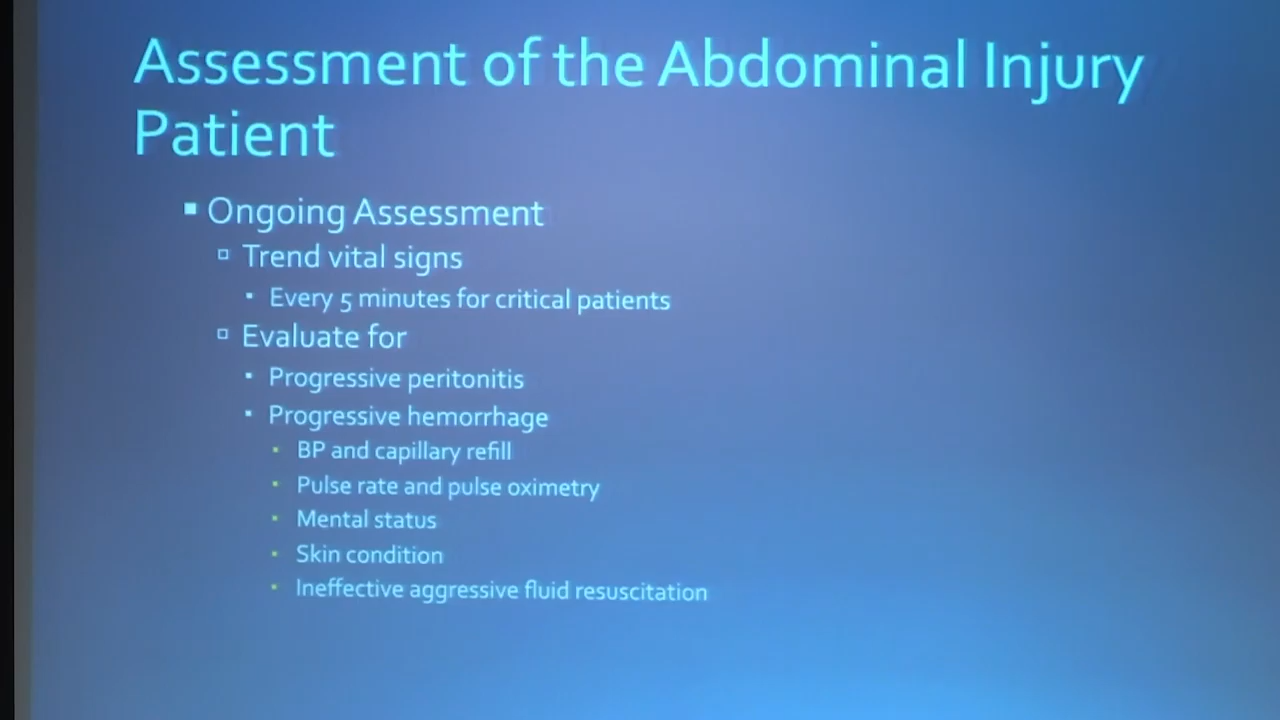 Assessment of the Abdominal Injury
Patient
Ongoing Assessment
Trend vital signs
Every 5 minutes for critical patients
Evaluate for
Progressive peritonitis
Progressive hemorrhage
BP and capillary refill
Pulse rate and pulse oximetry
Mental status
Skin condition
Ineffective aggressive fluid resuscitation